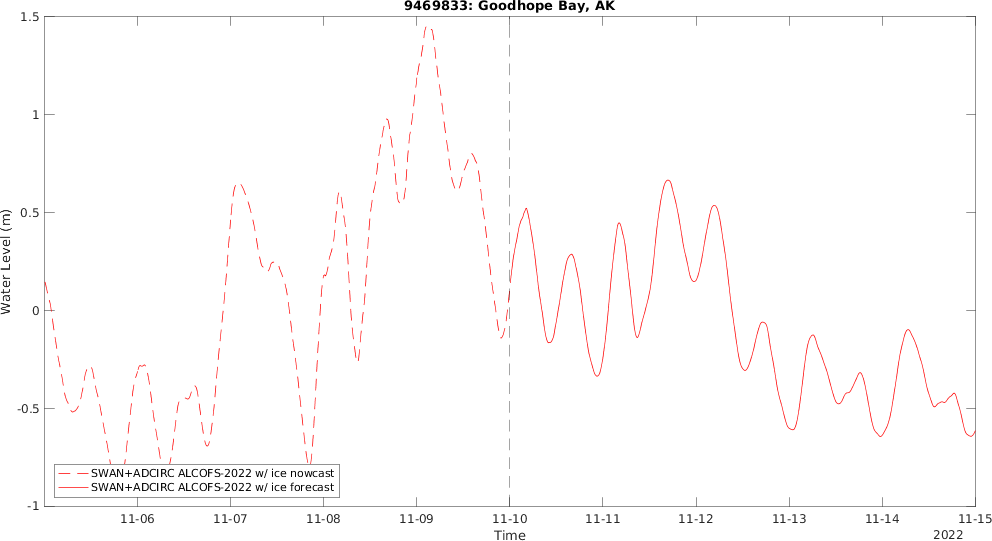 9469833: Goodhope Bay, AK
1.5
1
0.5
0
-0.5
-1
Water Level (m)
SWAN+ADCIRC ALCOFS-2022 w/ ice nowcast
SWAN+ADCIRC ALCOFS-2022 w/ ice forecast
11-06 11-07 11-08 11-09 11-10 11-11 11-12 11-13 11-14 11-15
Time
2022